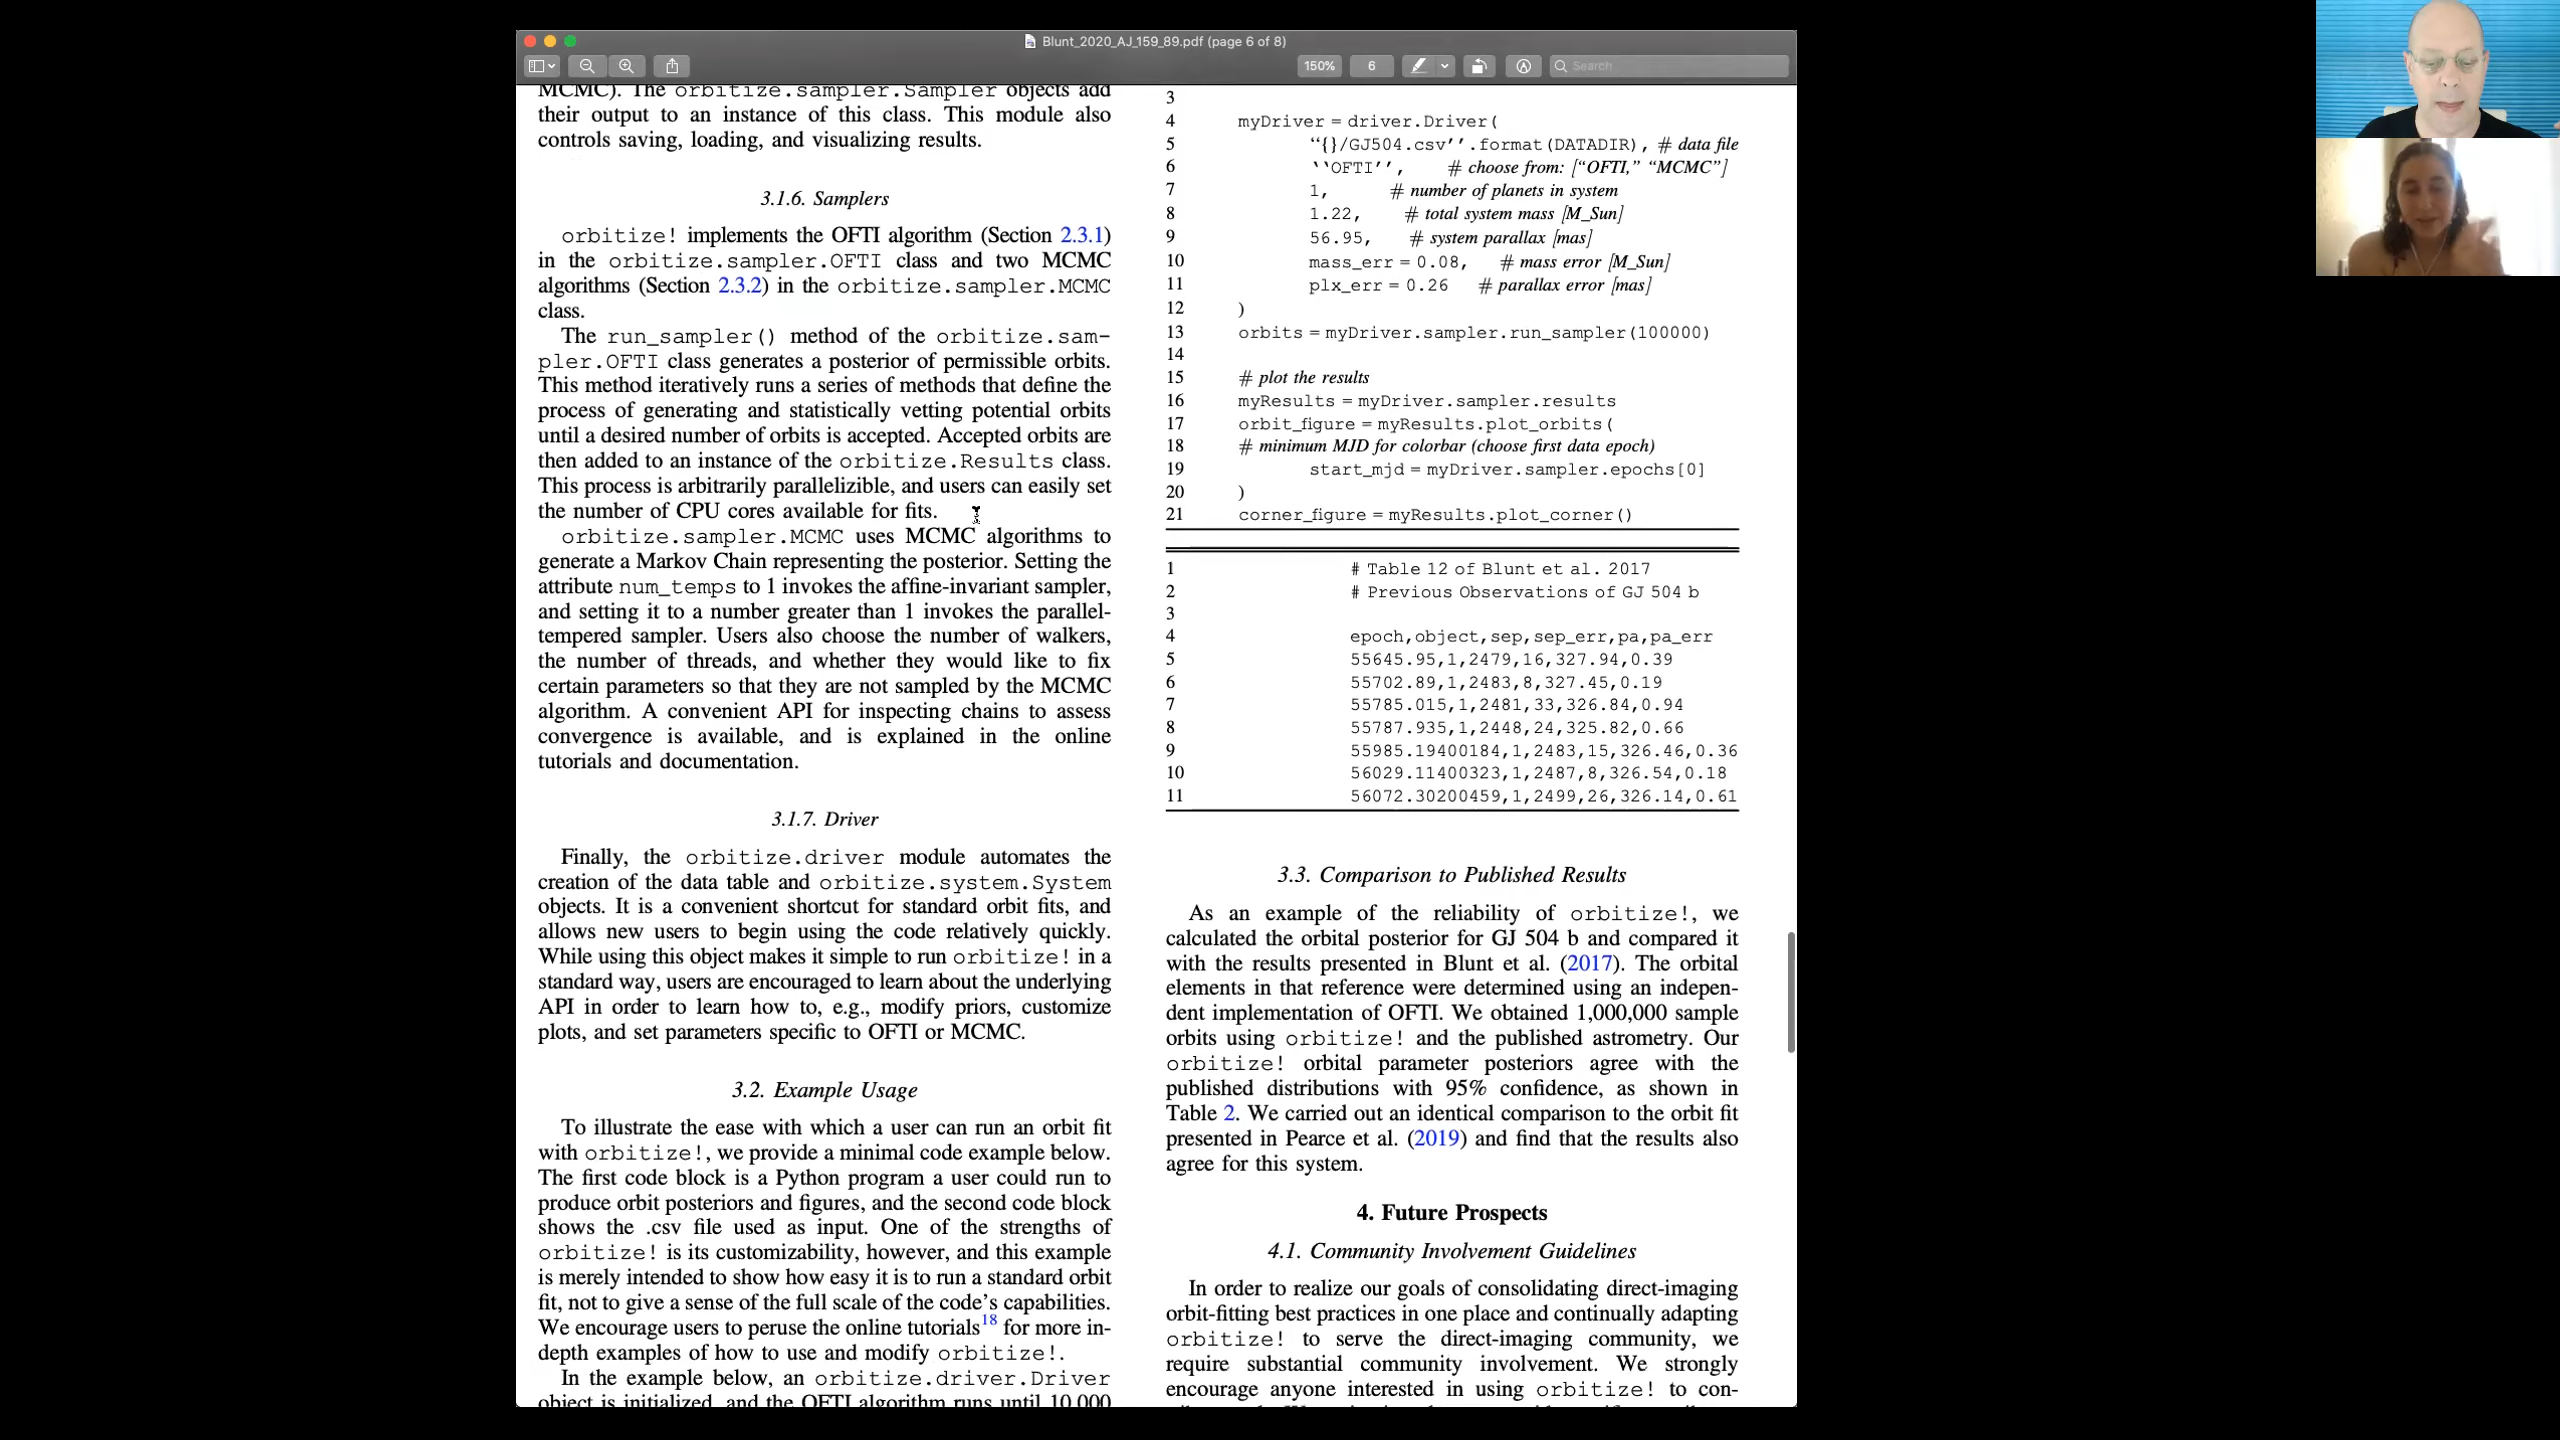 Blunt_2020_AJ_159_89.pdf (page 6 of 8)
150%
6
Search
MCMC). The orbitize.sampler.Sampler objects add
their output to an instance of this class. This module also
controls saving, loading, and visualizing results.
3.1.6. Samplers
orbitize! implements the OFTI algorithm (Section 2.3.1)
in the orbitize.sampler.OFTI class and two MCMC
algorithms (Section 2.3.2) in the orbitize.sampler.MCMC
class.
The run_sampler() method of the orbitize.sam-
pler.OFTI class generates a posterior of permissible orbits.
This method iteratively runs a series of methods that define the
process of generating and statistically vetting potential orbits
until a desired number of orbits is accepted. Accepted orbits are
then added to an instance of the orbitize.Results class.
This process is arbitrarily parallelizible, and users can easily set
the number of CPU cores available for fits.
orbitize.sampler.MCMC uses MCMC algorithms to
generate a Markov Chain representing the posterior. Setting the
attribute num_temps to 1 invokes the affine-invariant sampler,
and setting it to a number greater than 1 invokes the parallel-
tempered sampler. Users also choose the number of walkers,
the number of threads, and whether they would like to fix
certain parameters so that they are not sampled by the MCMC
algorithm. A convenient API for inspecting chains to assess
convergence is available, and is explained in the online
tutorials and documentation.
3.1.7. Driver
Finally, the orbitize.driver module automates the
creation of the data table and orbitize.system.System
objects. It is a convenient shortcut for standard orbit fits, and
allows new users to begin using the code relatively quickly.
While using this object makes it simple to run orbitize! in a
standard way, users are encouraged to learn about the underlying
API in order to learn how to, e.g., modify priors, customize
plots, and set parameters specific to OFTI or MCMC.
3.2. Example Usage
To illustrate the ease with which a user can run an orbit fit
with orbitize!, we provide a minimal code example below.
The first code block is a Python program a user could run to
produce orbit posteriors and figures, and the second code block
shows the .csv file used as input. One of the strengths of
orbitize! is its customizability, however, and this example
is merely intended to show how easy it is to run a standard orbit
fit, not to give a sense of the full scale of the code's capabilities.
We encourage users to peruse the online tutorials18 for more in-
depth examples of how to use and modify orbitize!.
In the example below, an orbitize.driver.Driver
object is initialized, and the OFTI algorithm runs until 10,000
3
4 myDriver = driver.Driver(
5 “{}/GJ504.csv’’.format(DATADIR), # data file
6 ‘‘OFTI’’, # choose from: [“OFTI,” “MCMC”]
7 1, # number of planets in system
8 1.22, # total system mass [M_Sun]
9 56.95, # system parallax [mas]
10 mass_err = 0.08, # mass error [M_Sun]
11 plx_err = 0.26 # parallax error [mas]
12 )
13 orbits = myDriver.sampler.run_sampler(100000)
14
15 # plot the results
16 myResults = myDriver.sampler.results
17 orbit_figure = myResults.plot_orbits(
18 # minimum MJD for colorbar (choose first data epoch)
19 start_mjd = myDriver.sampler.epochs[0]
20 )
21 corner_figure = myResults.plot_corner()
1 # Table 12 of Blunt et al. 2017
2 # Previous Observations of GJ 504 b
3
4 epoch,object,sep,sep_err,pa,pa_err
5 55645.95,1,2479,16,327.94,0.39
6 55702.89,1,2483,8,327.45,0.19
7 55785.015,1,2481,33,326.84,0.94
8 55787.935,1,2448,24,325.82,0.66
9 55985.19400184,1,2483,15,326.46,0.36
10 56029.11400323,1,2487,8,326.54,0.18
11 56072.30200459,1,2499,26,326.14,0.61
3.3. Comparison to Published Results
As an example of the reliability of orbitize!, we
calculated the orbital posterior for GJ 504 b and compared it
with the results presented in Blunt et al. (2017). The orbital
elements in that reference were determined using an indepen-
dent implementation of OFTI. We obtained 1,000,000 sample
orbits using orbitize! and the published astrometry. Our
orbitize! orbital parameter posteriors agree with the
published distributions with 95% confidence, as shown in
Table 2. We carried out an identical comparison to the orbit fit
presented in Pearce et al. (2019) and find that the results also
agree for this system.
4. Future Prospects
4.1. Community Involvement Guidelines
In order to realize our goals of consolidating direct-imaging
orbit-fitting best practices in one place and continually adapting
orbitize! to serve the direct-imaging community, we
require substantial community involvement. We strongly
encourage anyone interested in using orbitize! to con-